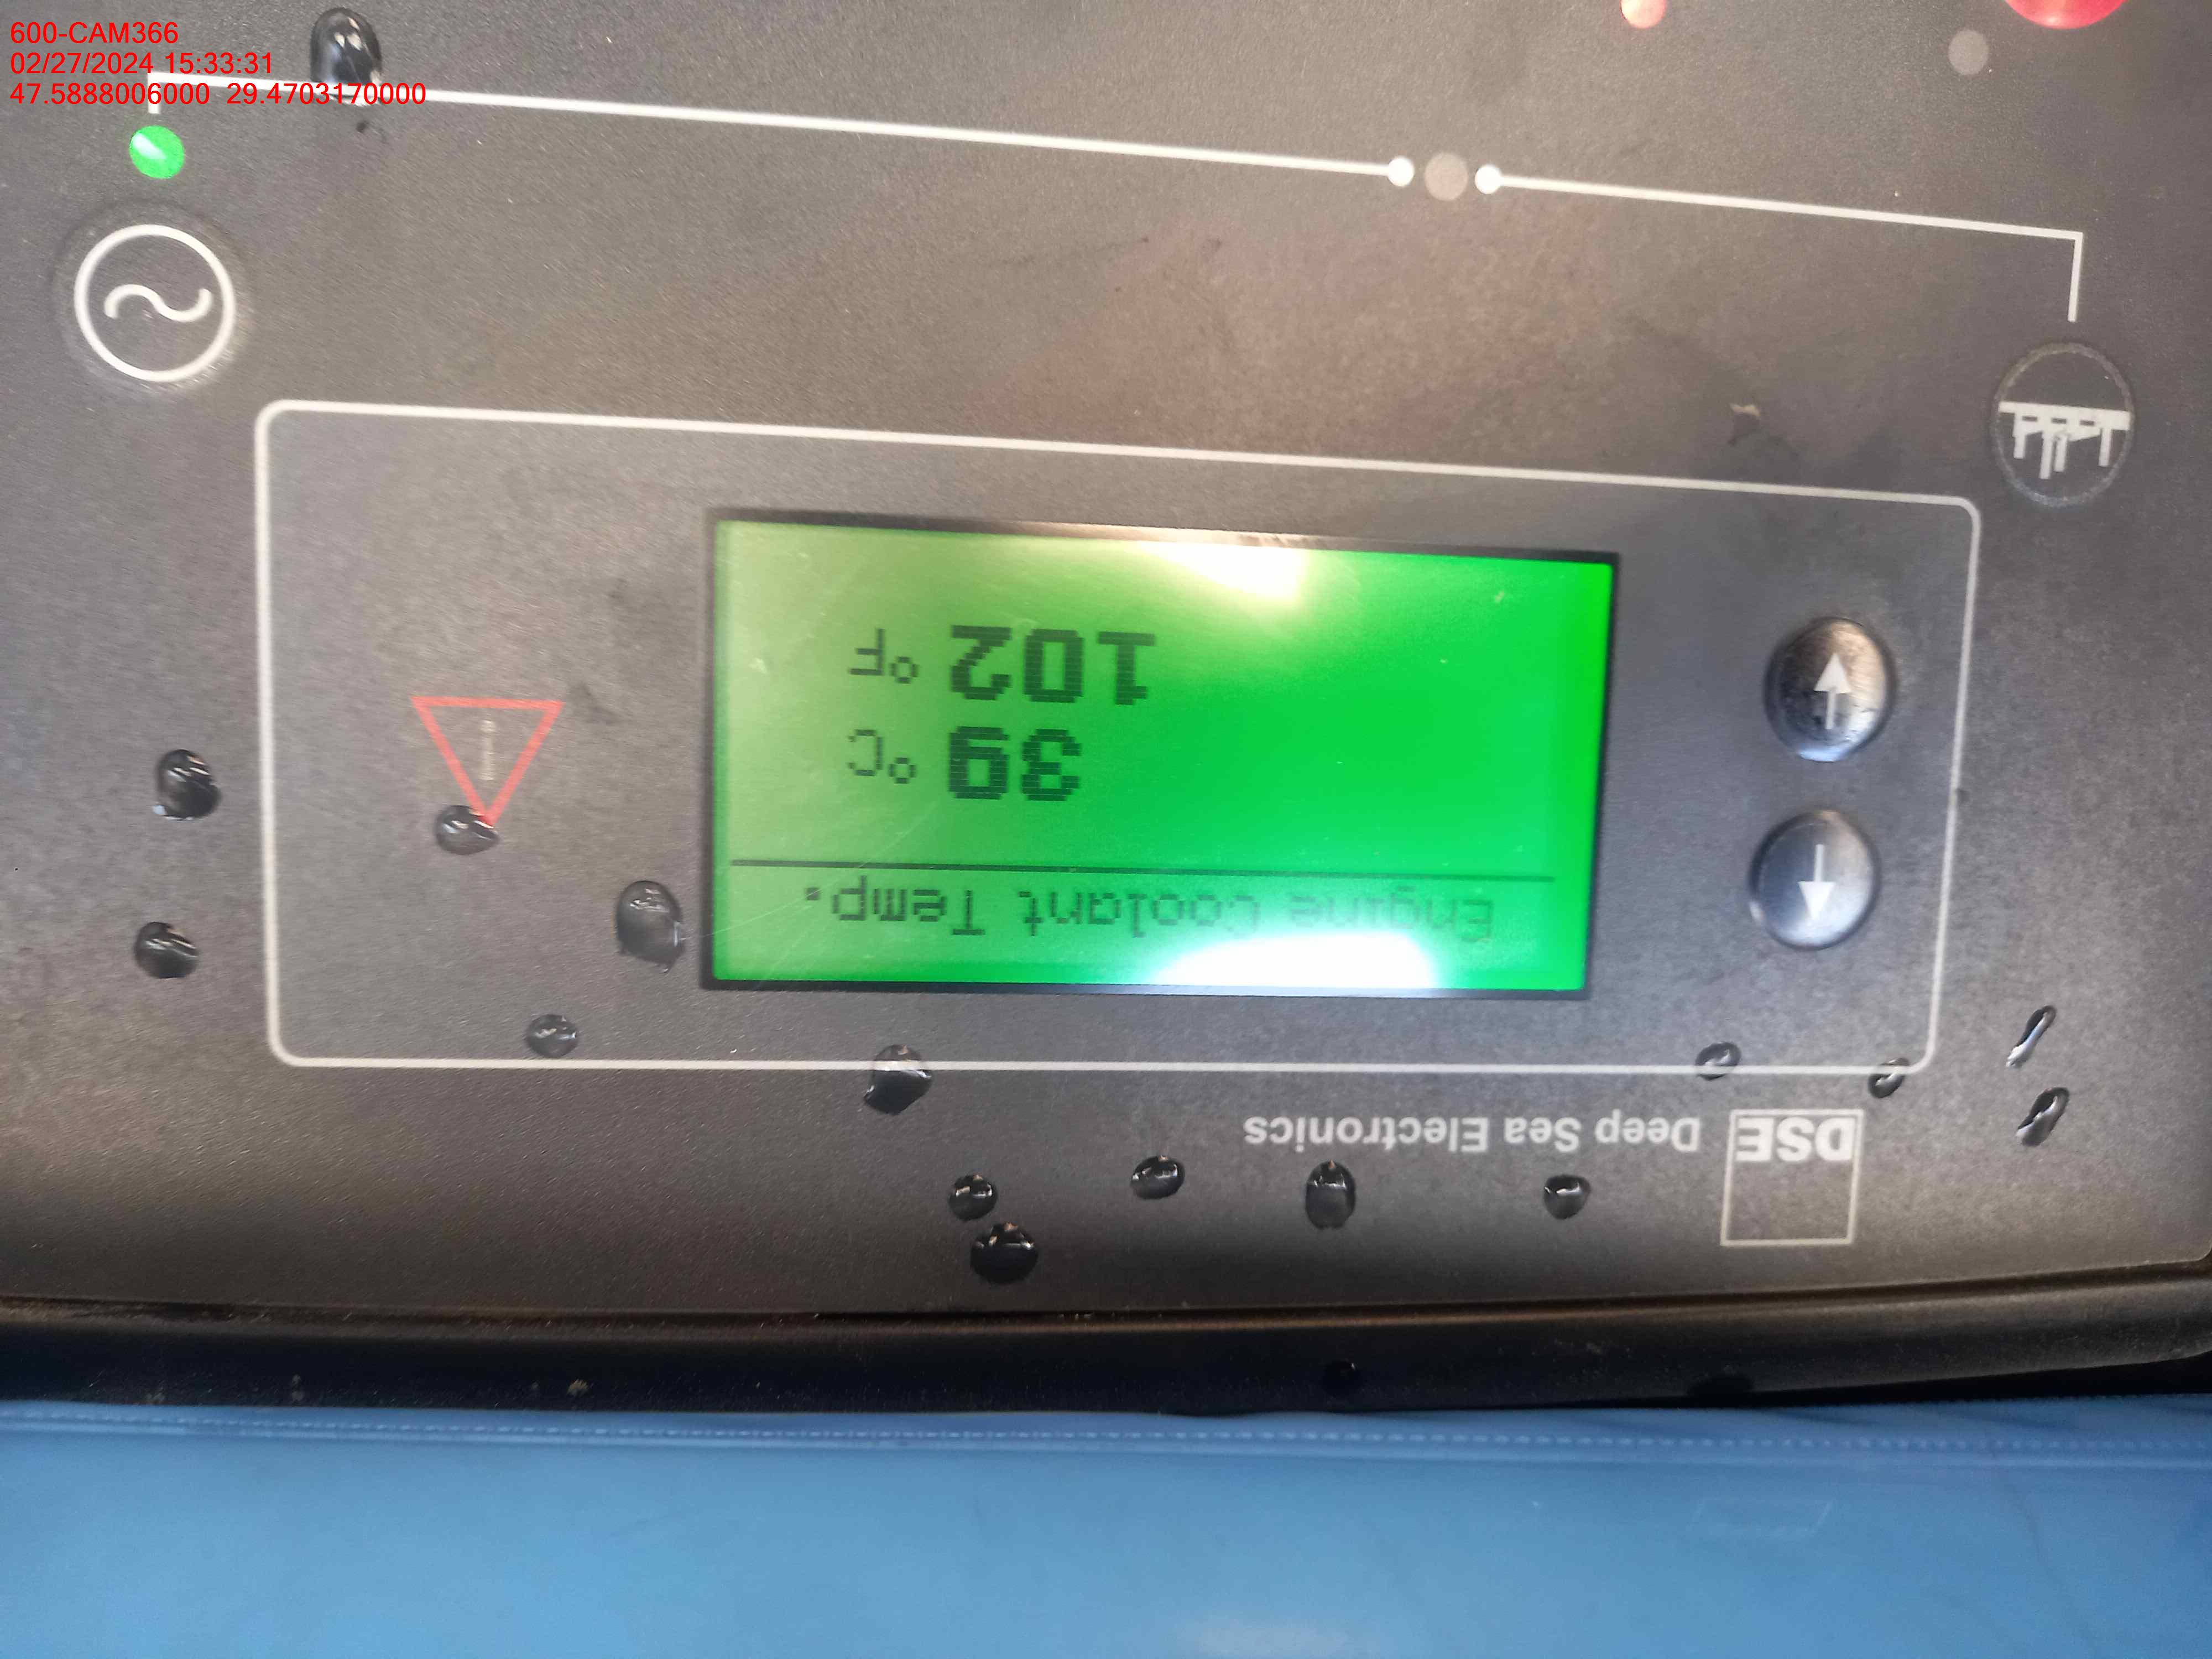 600-CAM366
02/27/2024 15:33:31
47.5888006000 29.4703170000
DSE Deep Sea Electronics
Engine Coolant Temp.
39 °C
102 °F